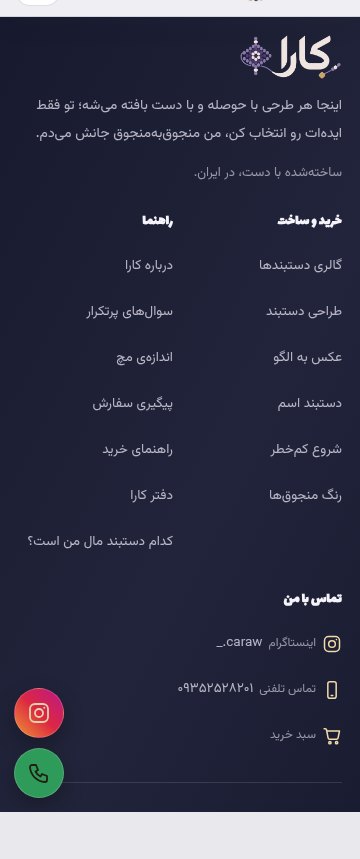 کارا
اینجا هر طرحی با حوصله و با دست بافته می‌شه؛ تو فقط
ایده‌ات رو انتخاب کن، من منجوق‌به‌منجوق جانش می‌دم.
ساخته‌شده با دست، در ایران.
خرید و ساخت
گالری دستبندها
طراحی دستبند
عکس به الگو
دستبند اسم
شروع کم‌خطر
رنگ منجوق‌ها
راهنما
درباره کارا
سوال‌های پرتکرار
اندازه‌ی مچ
پیگیری سفارش
راهنمای خرید
دفتر کارا
کدام دستبند مال من است؟
تماس با من
اینستاگرام caraw._
تماس تلفنی ۰۹۳۵۲۵۲۸۲۰۱
سبد خرید